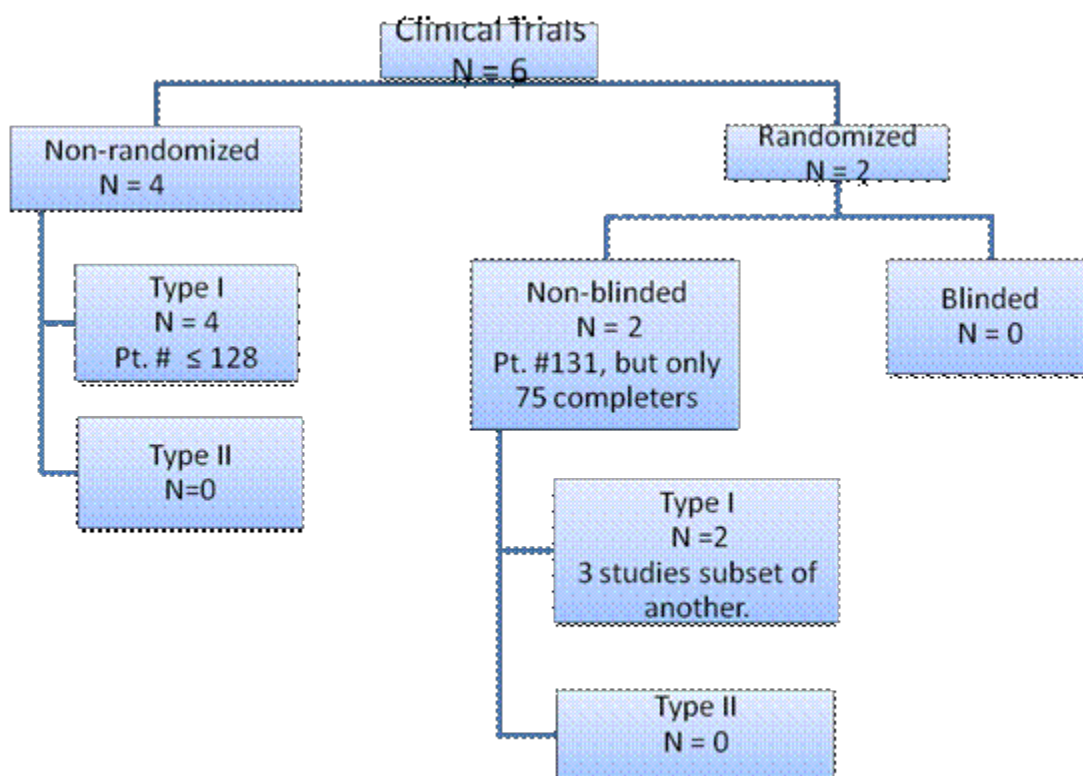 Clinical Trials
N = 6
Non-randomized
N = 4
Type I
N = 4
Pt. # ≤ 128
Type II
N=0
Randomized
N = 2
Non-blinded
N = 2
Pt. #131, but only
75 completers
Type I
N =2
3 studies subset of
another.
Type II
N = 0
Blinded
N = 0